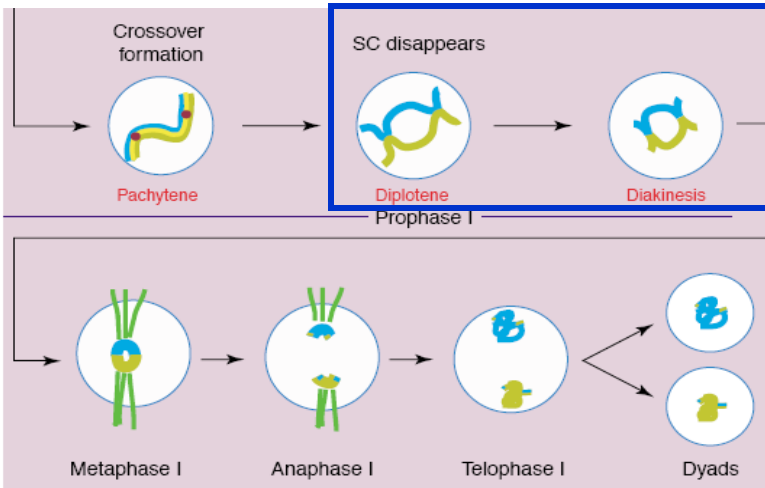 Crossover
formation
SC disappears
Pachytene
Diplotene
Diakinesis
Prophase I
Metaphase I
Anaphase I
Telophase I
Dyads